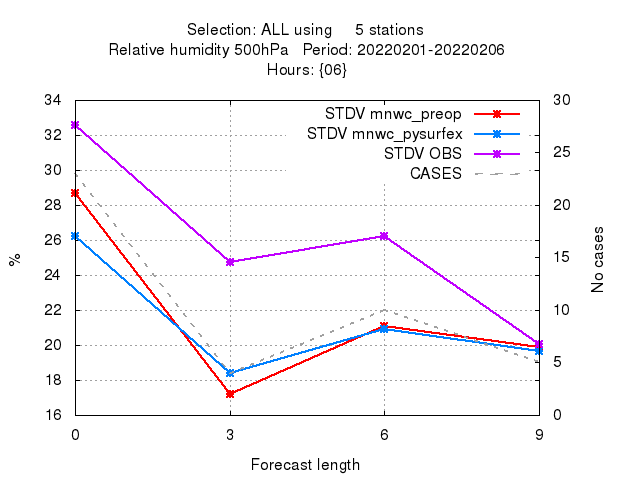 Selection: ALL using     5 stations
Relative humidity 500hPa   Period: 20220201-20220206
Hours: {06}
34
32
30
28
26
24
22
20
18
16
%
STDV mnwc_preop
STDV mnwc_pysurfex
STDV OBS
CASES
30
25
20
15
10
5
0
No cases
0 3 6 9
Forecast length